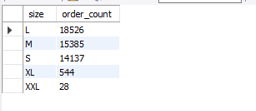 size order_count
L 18526
M 15385
S 14137
XL 544
XXL 28